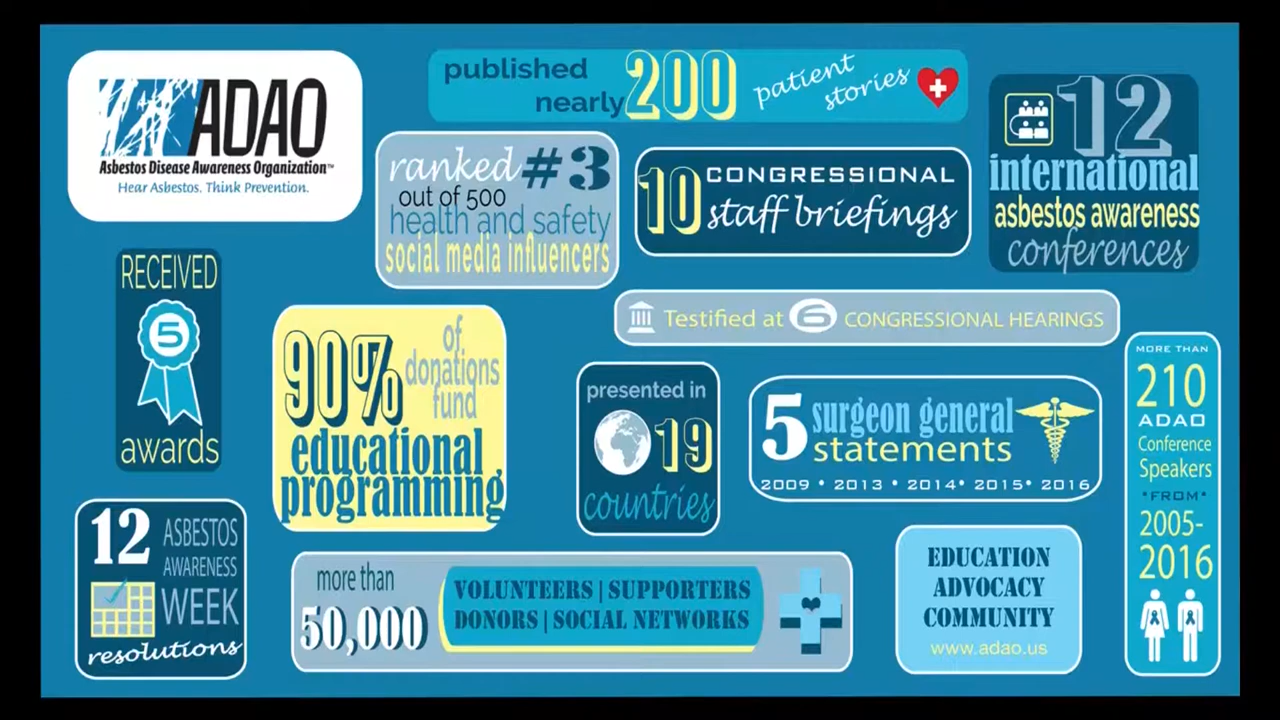 ADAO
Asbestos Disease Awareness Organization™
Hear Asbestos. Think Prevention.
published
nearly 200 patient
stories
ranked #3
out of 500
health and safety
social media influencers
10 CONGRESSIONAL
staff briefings
12
international
asbestos awareness
conferences
RECEIVED
5
awards
90% of
donations
fund
educational
programming
Testified at 6 CONGRESSIONAL HEARINGS
presented in
19
countries
5 surgeon general
statements
2009 • 2013 • 2014• 2015• 2016
MORE THAN
210
ADAO
Conference
Speakers
*FROM*
2005-
2016
12 ASBESTOS
AWARENESS
WEEK
resolutions
more than
50,000
VOLUNTEERS | SUPPORTERS
DONORS | SOCIAL NETWORKS
EDUCATION
ADVOCACY
COMMUNITY
www.adao.us